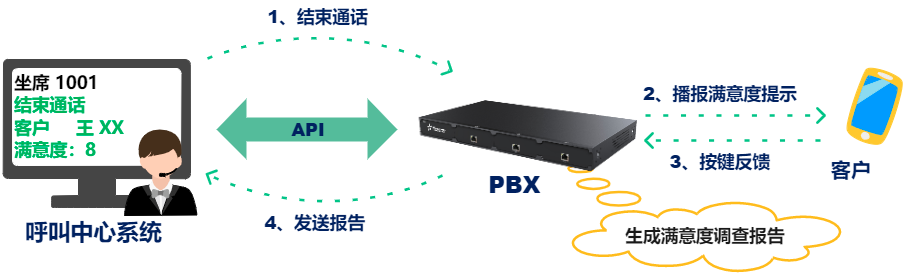 1、结束通话
坐席 1001
结束通话
客户 王 XX
满意度：8
API
2、播报满意度提示
3、按键反馈
客户
PBX
4、发送报告
呼叫中心系统
生成满意度调查报告